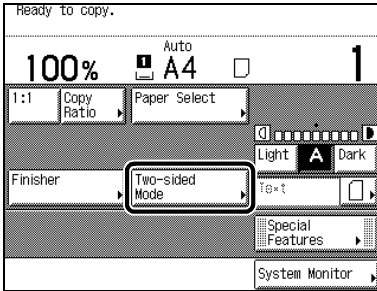 Ready to copy.
Auto
100% 1 A4 1
1:1 Copy Ratio Paper Select
Light A Dark
Finisher Two-sided Mode Text
Special Features
System Monitor